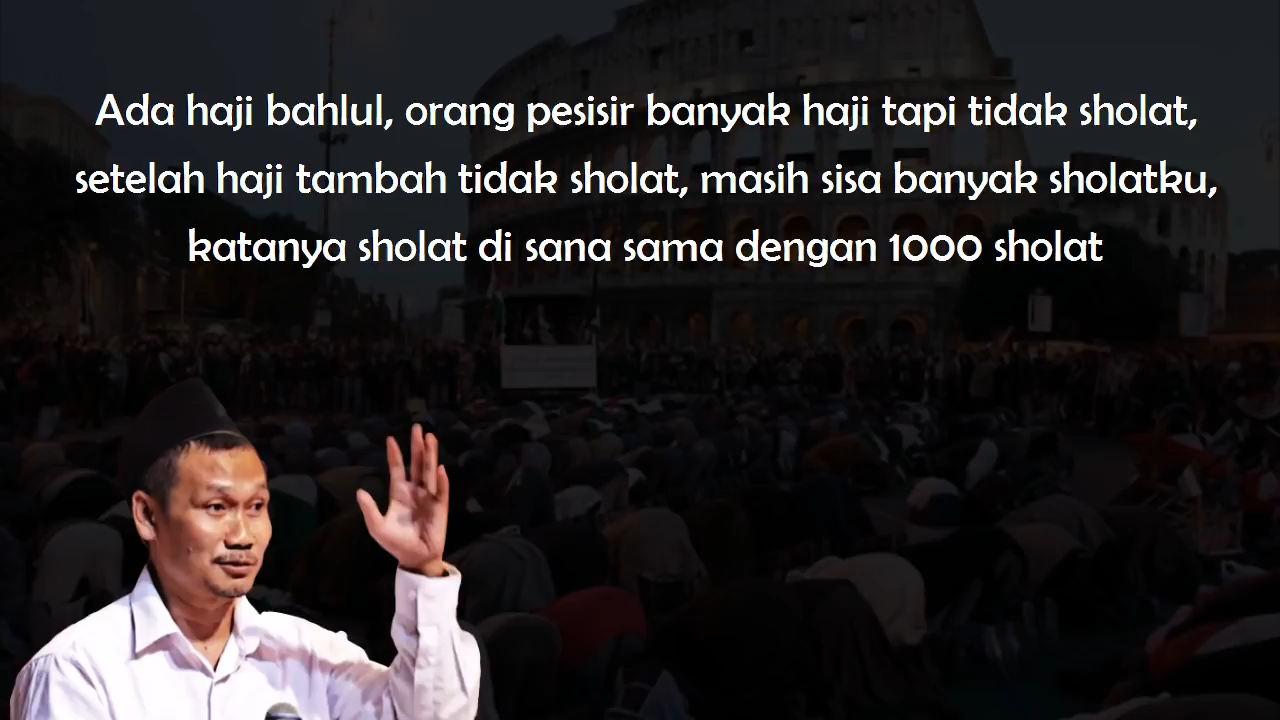 Ada haji bahlul, orang pesisir banyak haji tapi tidak sholat,
setelah haji tambah tidak sholat, masih sisa banyak sholatku,
katanya sholat di sana sama dengan 1000 sholat